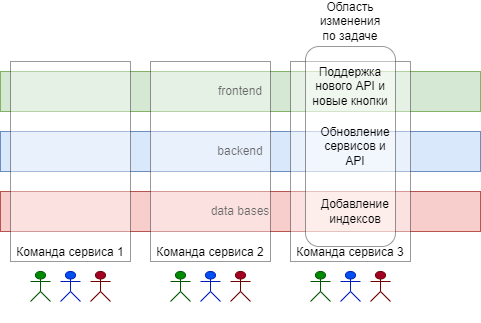 Область
изменения
по задаче
Поддержка
нового API и
новые кнопки
frontend
Обновление
сервисов и
API
backend
Добавление
индексов
data bases
Команда сервиса 1
Команда сервиса 2
Команда сервиса 3